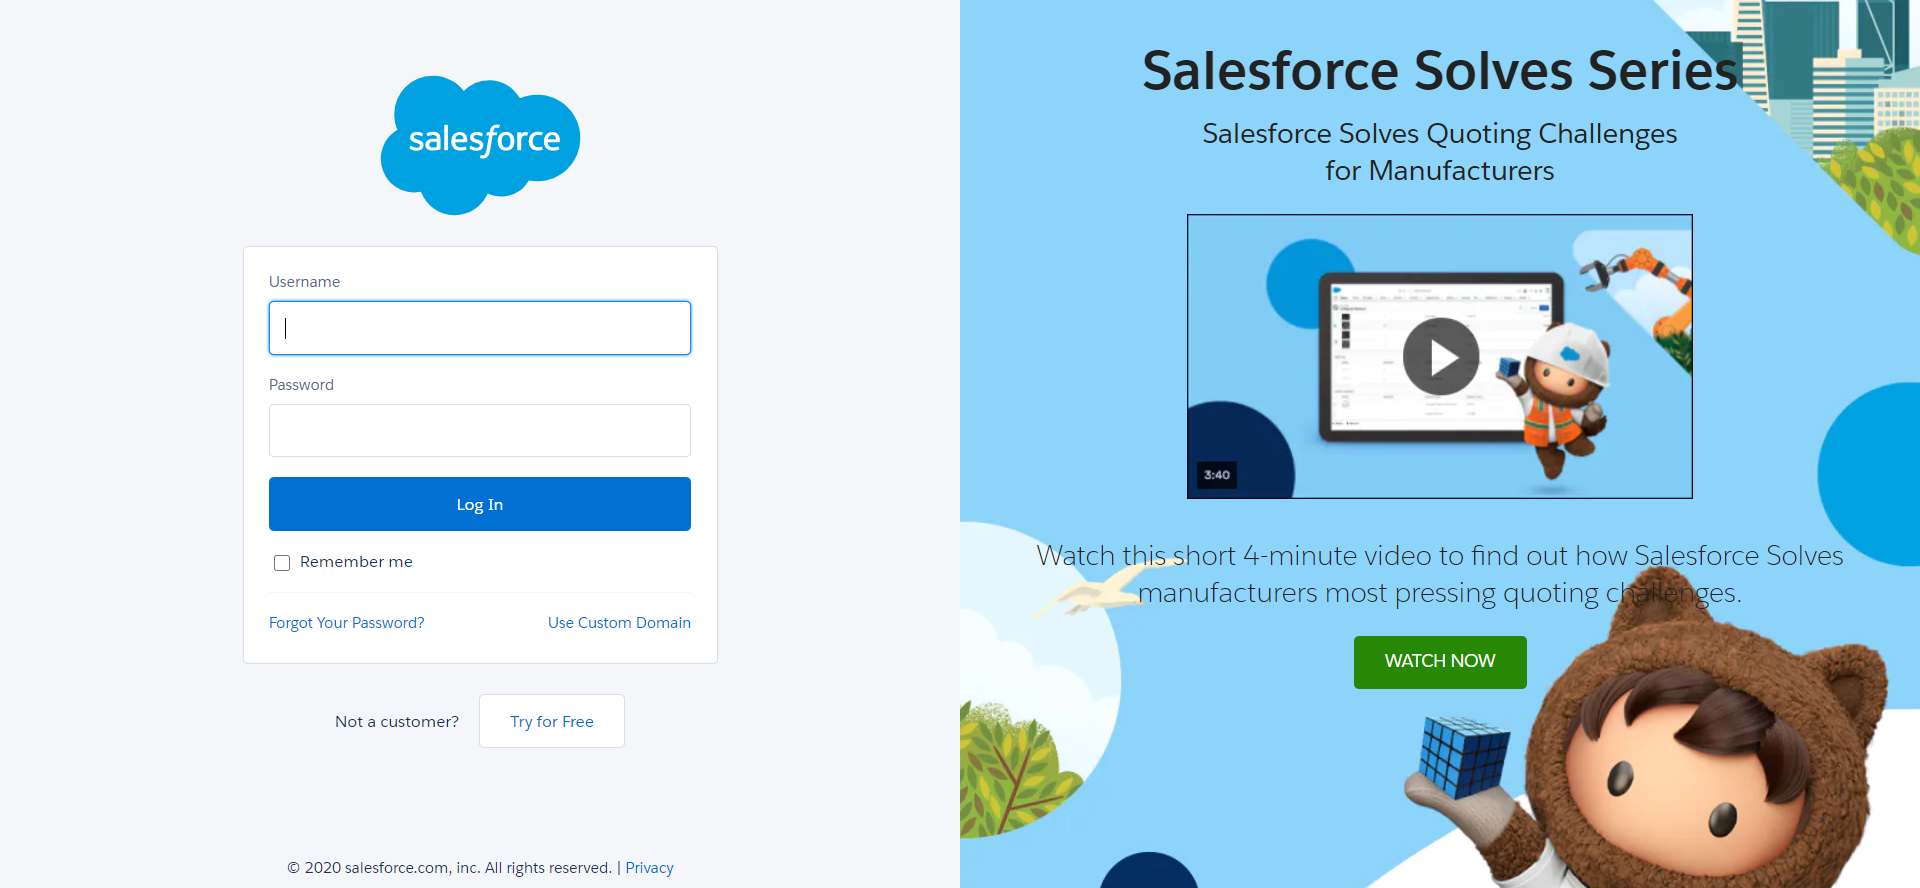 salesforce
Username
Password
Log In
Remember me
Forgot Your Password?
Use Custom Domain
Not a customer?
Try for Free
© 2020 salesforce.com, inc. All rights reserved. | Privacy
Salesforce Solves Series
Salesforce Solves Quoting Challenges
for Manufacturers
3:40
Watch this short 4-minute video to find out how Salesforce Solves
manufacturers most pressing quoting challenges.
WATCH NOW